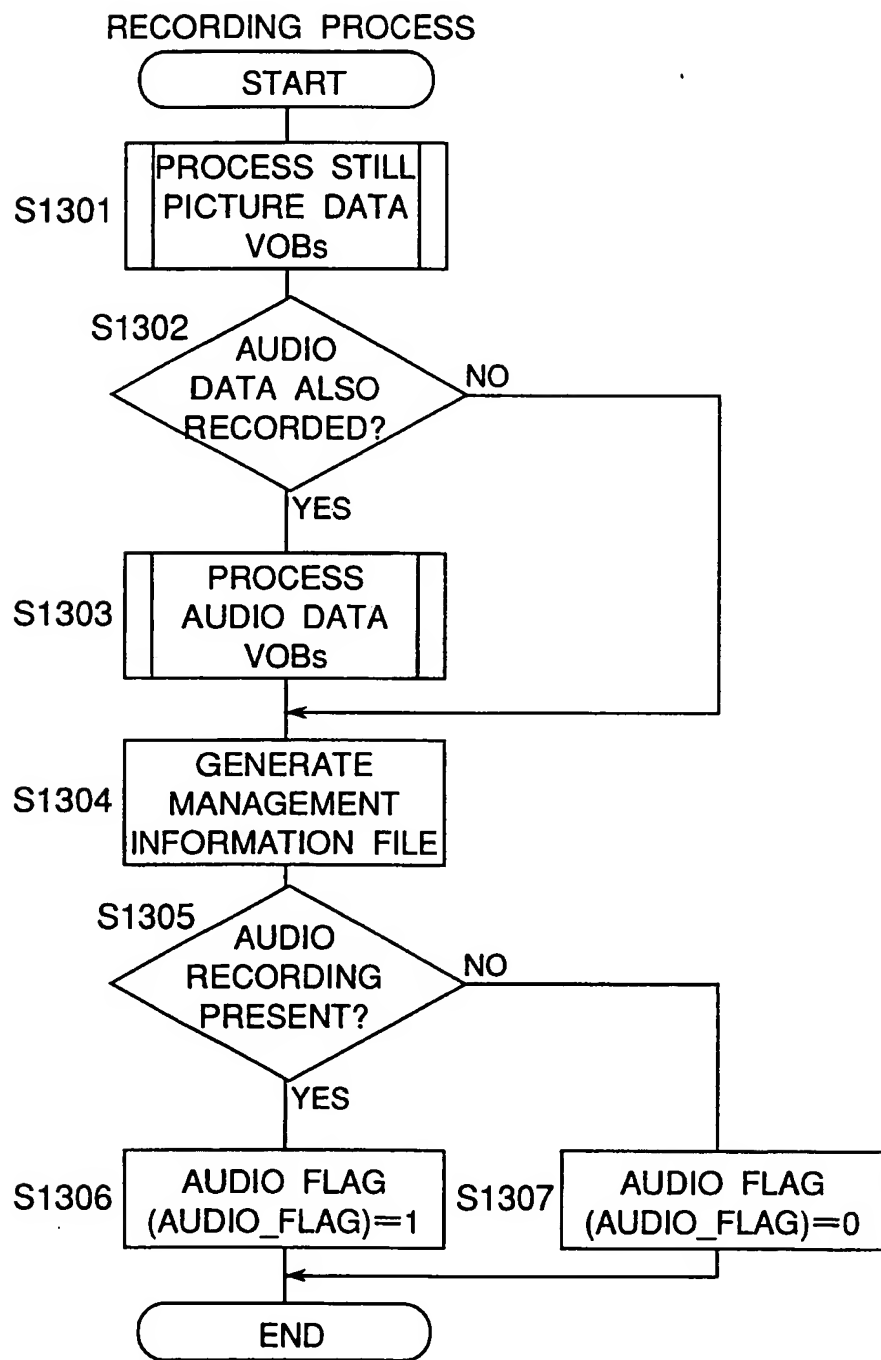 RECORDING PROCESS
START
S1301
PROCESS STILL
PICTURE DATA
VOBs
S1302
AUDIO
DATA ALSO
RECORDED?
NO
YES
S1303
PROCESS
AUDIO DATA
VOBs
S1304
GENERATE
MANAGEMENT
INFORMATION FILE
S1305
AUDIO
RECORDING
PRESENT?
NO
YES
S1306
AUDIO FLAG
(AUDIO_FLAG)=1
S1307
AUDIO FLAG
(AUDIO_FLAG)=0
END